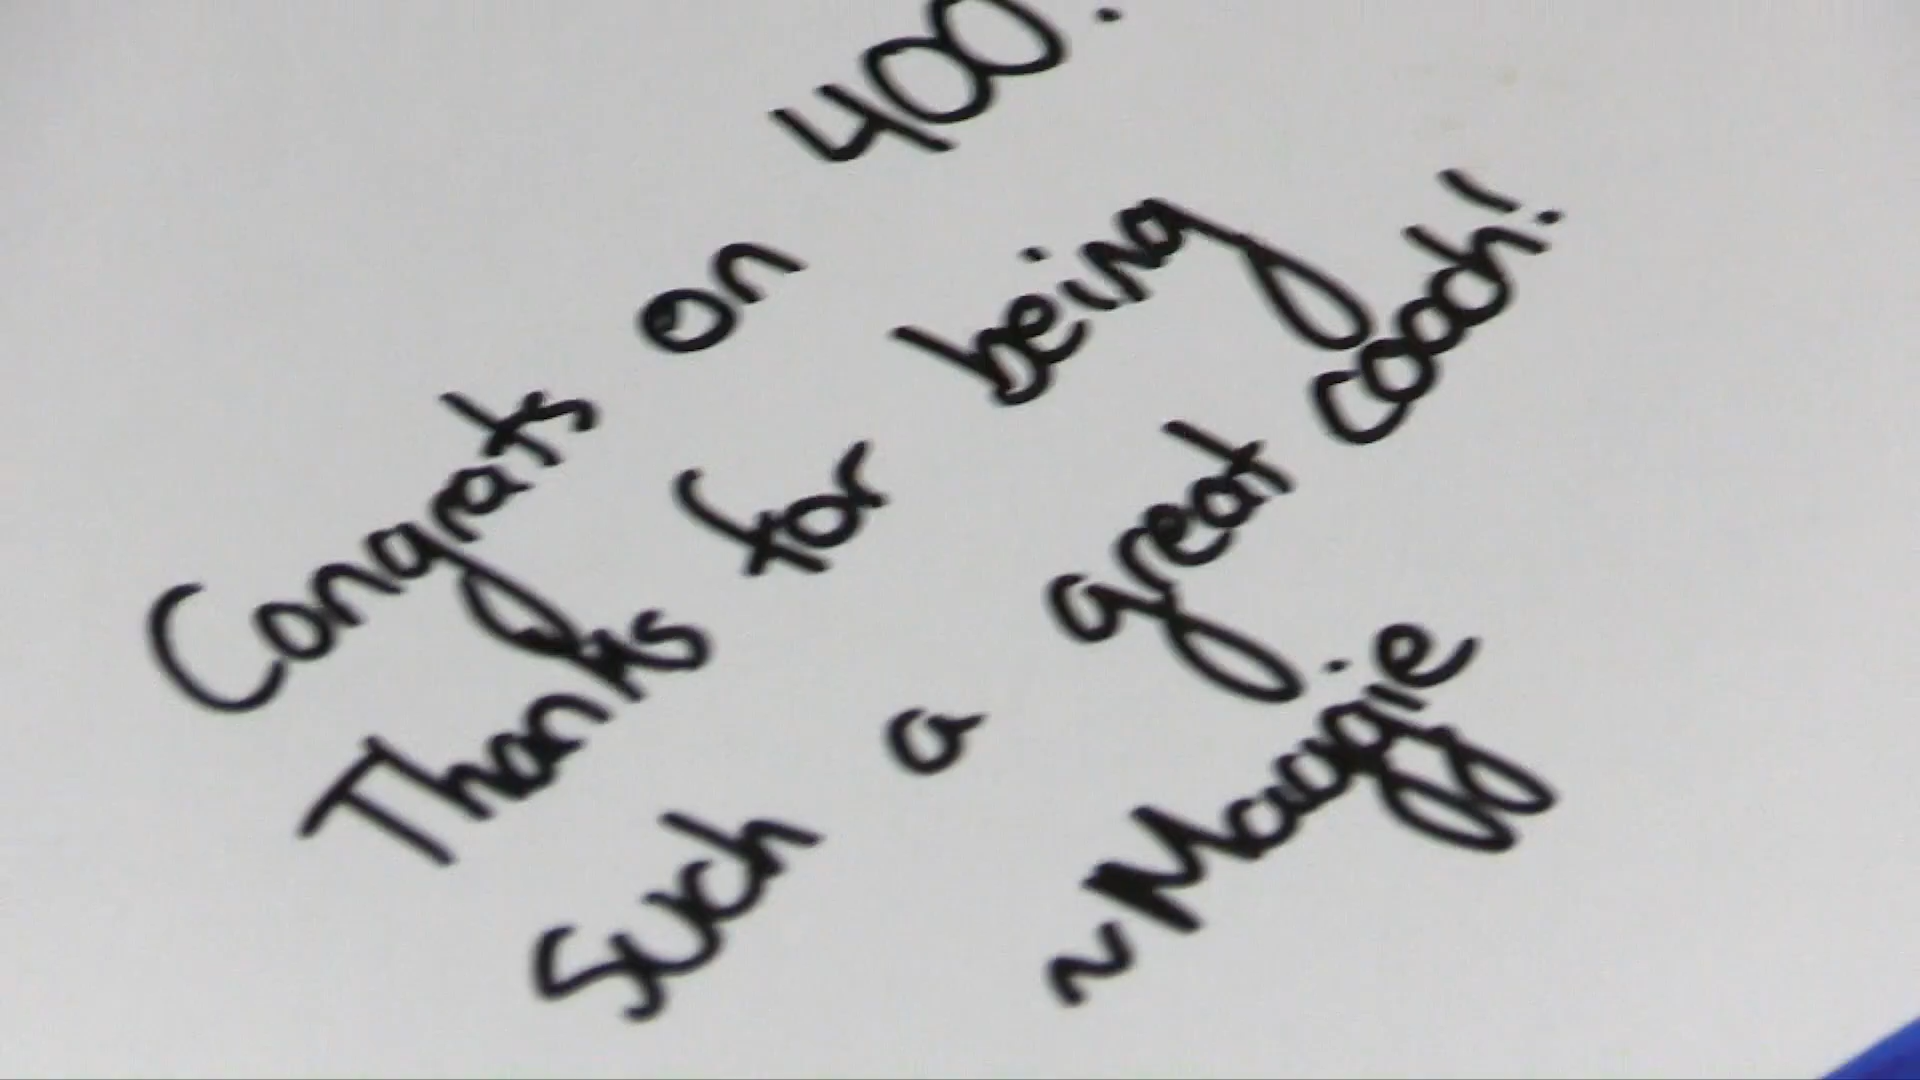 Congrats on 400!
Thanks for being
such a great coach!
~Maggie